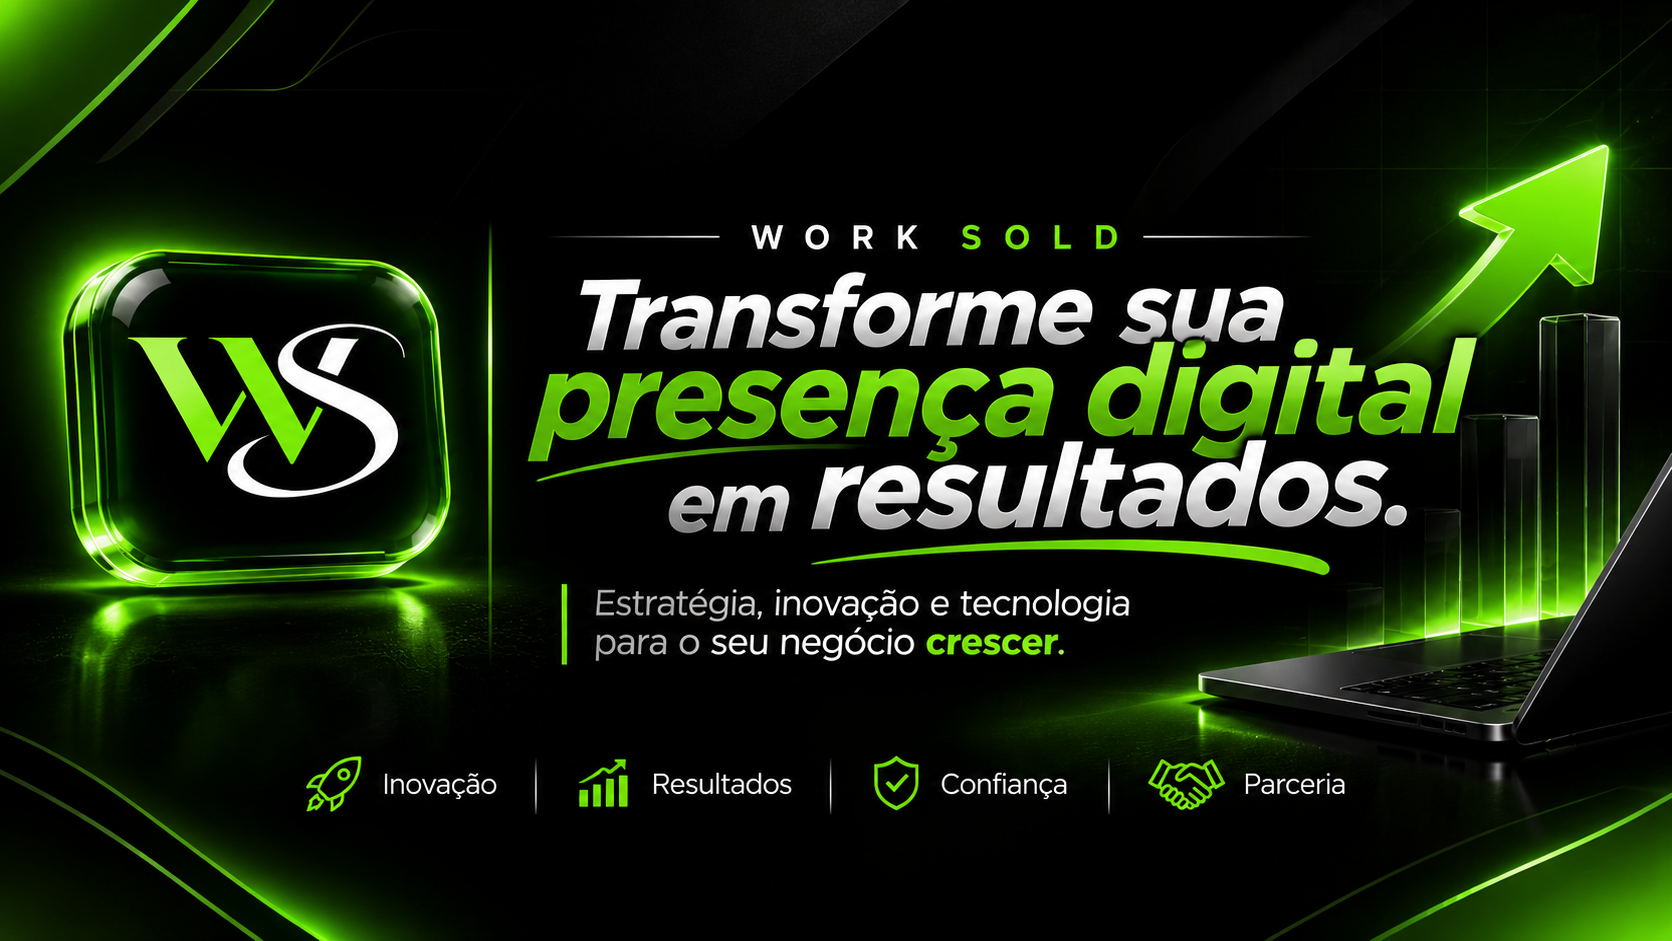 WS
WORK SOLD
Transforme sua
presença digital
em resultados.
Estratégia, inovação e tecnologia
para o seu negócio crescer.
Inovação
Resultados
Confiança
Parceria